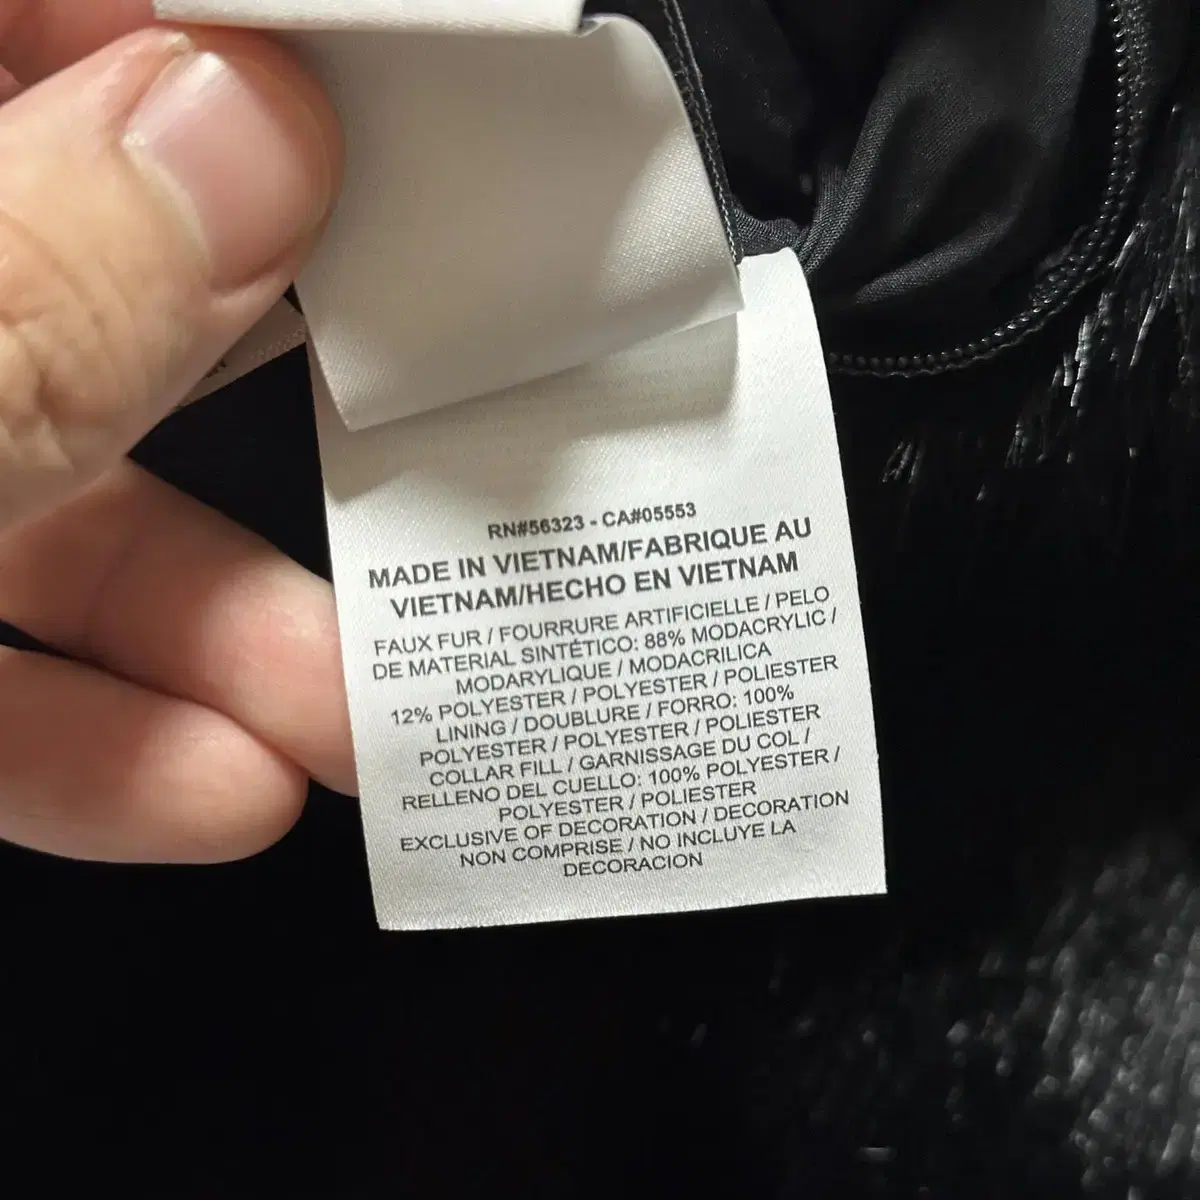 RN#56323 - CA#05553
MADE IN VIETNAM/FABRIQUE AU
VIETNAM/HECHO EN VIETNAM
FAUX FUR / FOURRURE ARTIFICIELLE / PELO
DE MATERIAL SINTÉTICO: 88% MODACRYLIC /
MODARYLIQUE / MODACRILICA
12% POLYESTER / POLYESTER / POLIESTER
LINING / DOUBLURE / FORRO: 100%
POLYESTER / POLYESTER / POLIESTER
COLLAR FILL / GARNISSAGE DU COL /
RELLENO DEL CUELLO: 100% POLYESTER /
POLYESTER / POLIESTER
EXCLUSIVE OF DECORATION / DECORATION
NON COMPRISE / NO INCLUYE LA
DECORACION